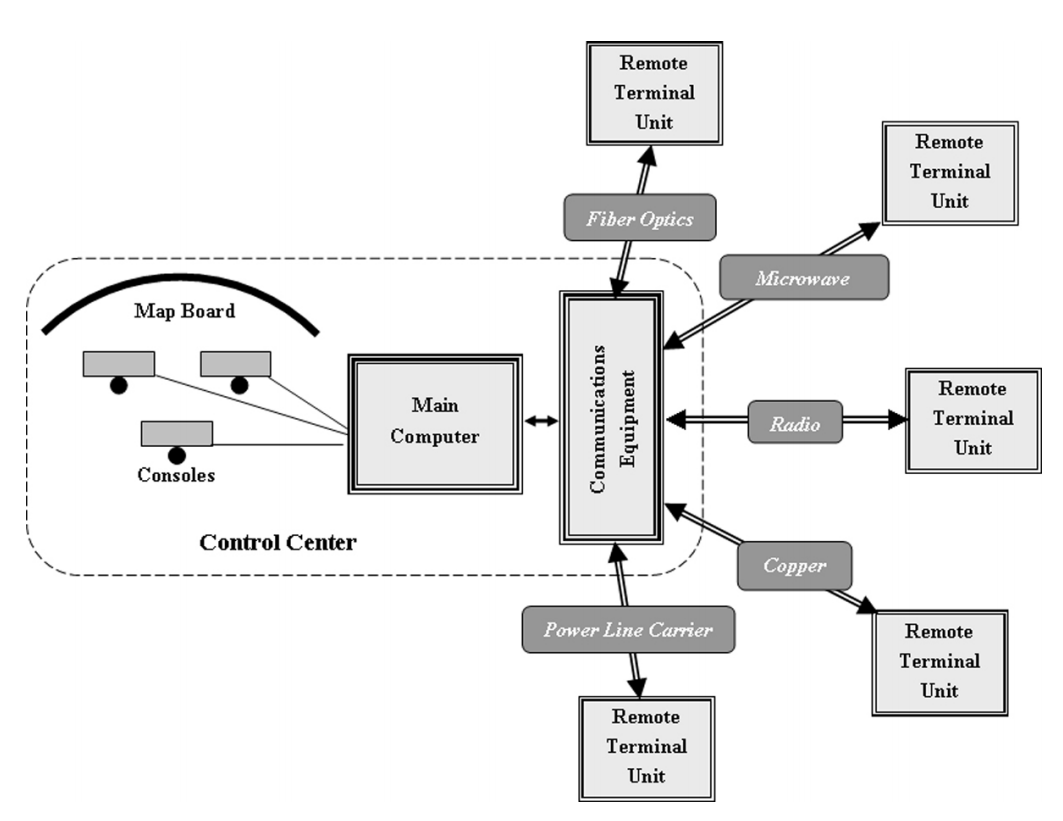 Remote
Terminal
Unit
Remote
Terminal
Unit
Fiber Optics
Microwave
Map Board
Communications
Equipment
Main
Computer
Remote
Terminal
Unit
Radio
Consoles
Control Center
Copper
Power Line Carrier
Remote
Terminal
Unit
Remote
Terminal
Unit